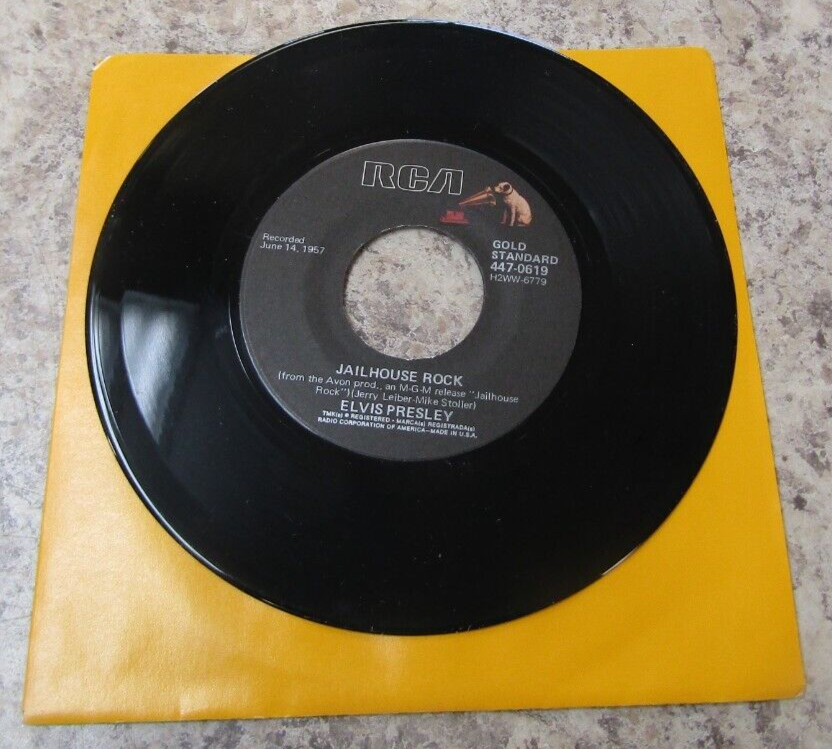 RCA
Recorded
June 14, 1957
GOLD
STANDARD
447-0619
H2WW-6779
JAILHOUSE ROCK
(from the Avon prod., an M-G-M release "Jailhouse
Rock")(Jerry Leiber-Mike Stoller)
ELVIS PRESLEY
TMK(s) ® REGISTERED • MARCA(s) REGISTRADA(s)
RADIO CORPORATION OF AMERICA—MADE IN U.S.A.